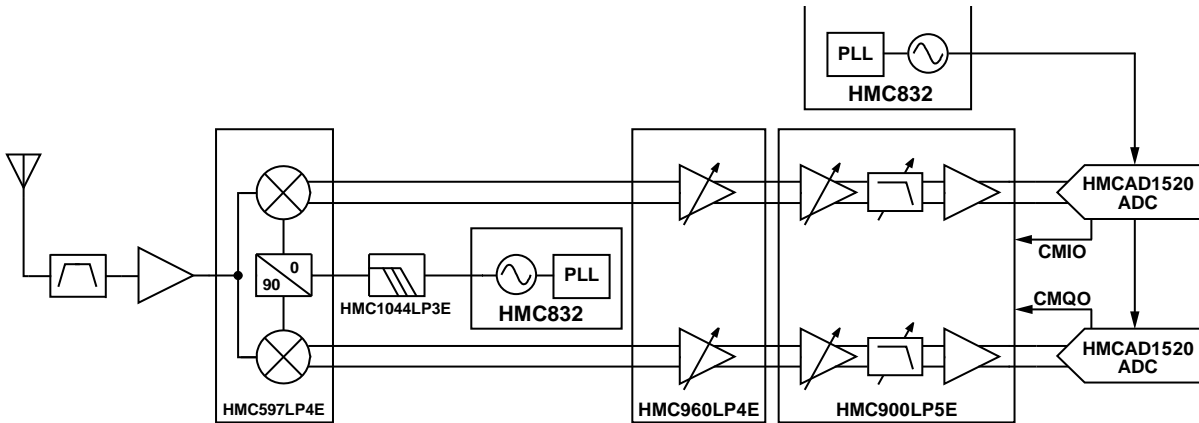 PLL
HMC832
HMCAD1520
ADC
CMIO
0
90
HMC1044LP3E
PLL
HMC832
CMQO
HMCAD1520
ADC
HMC597LP4E
HMC960LP4E
HMC900LP5E